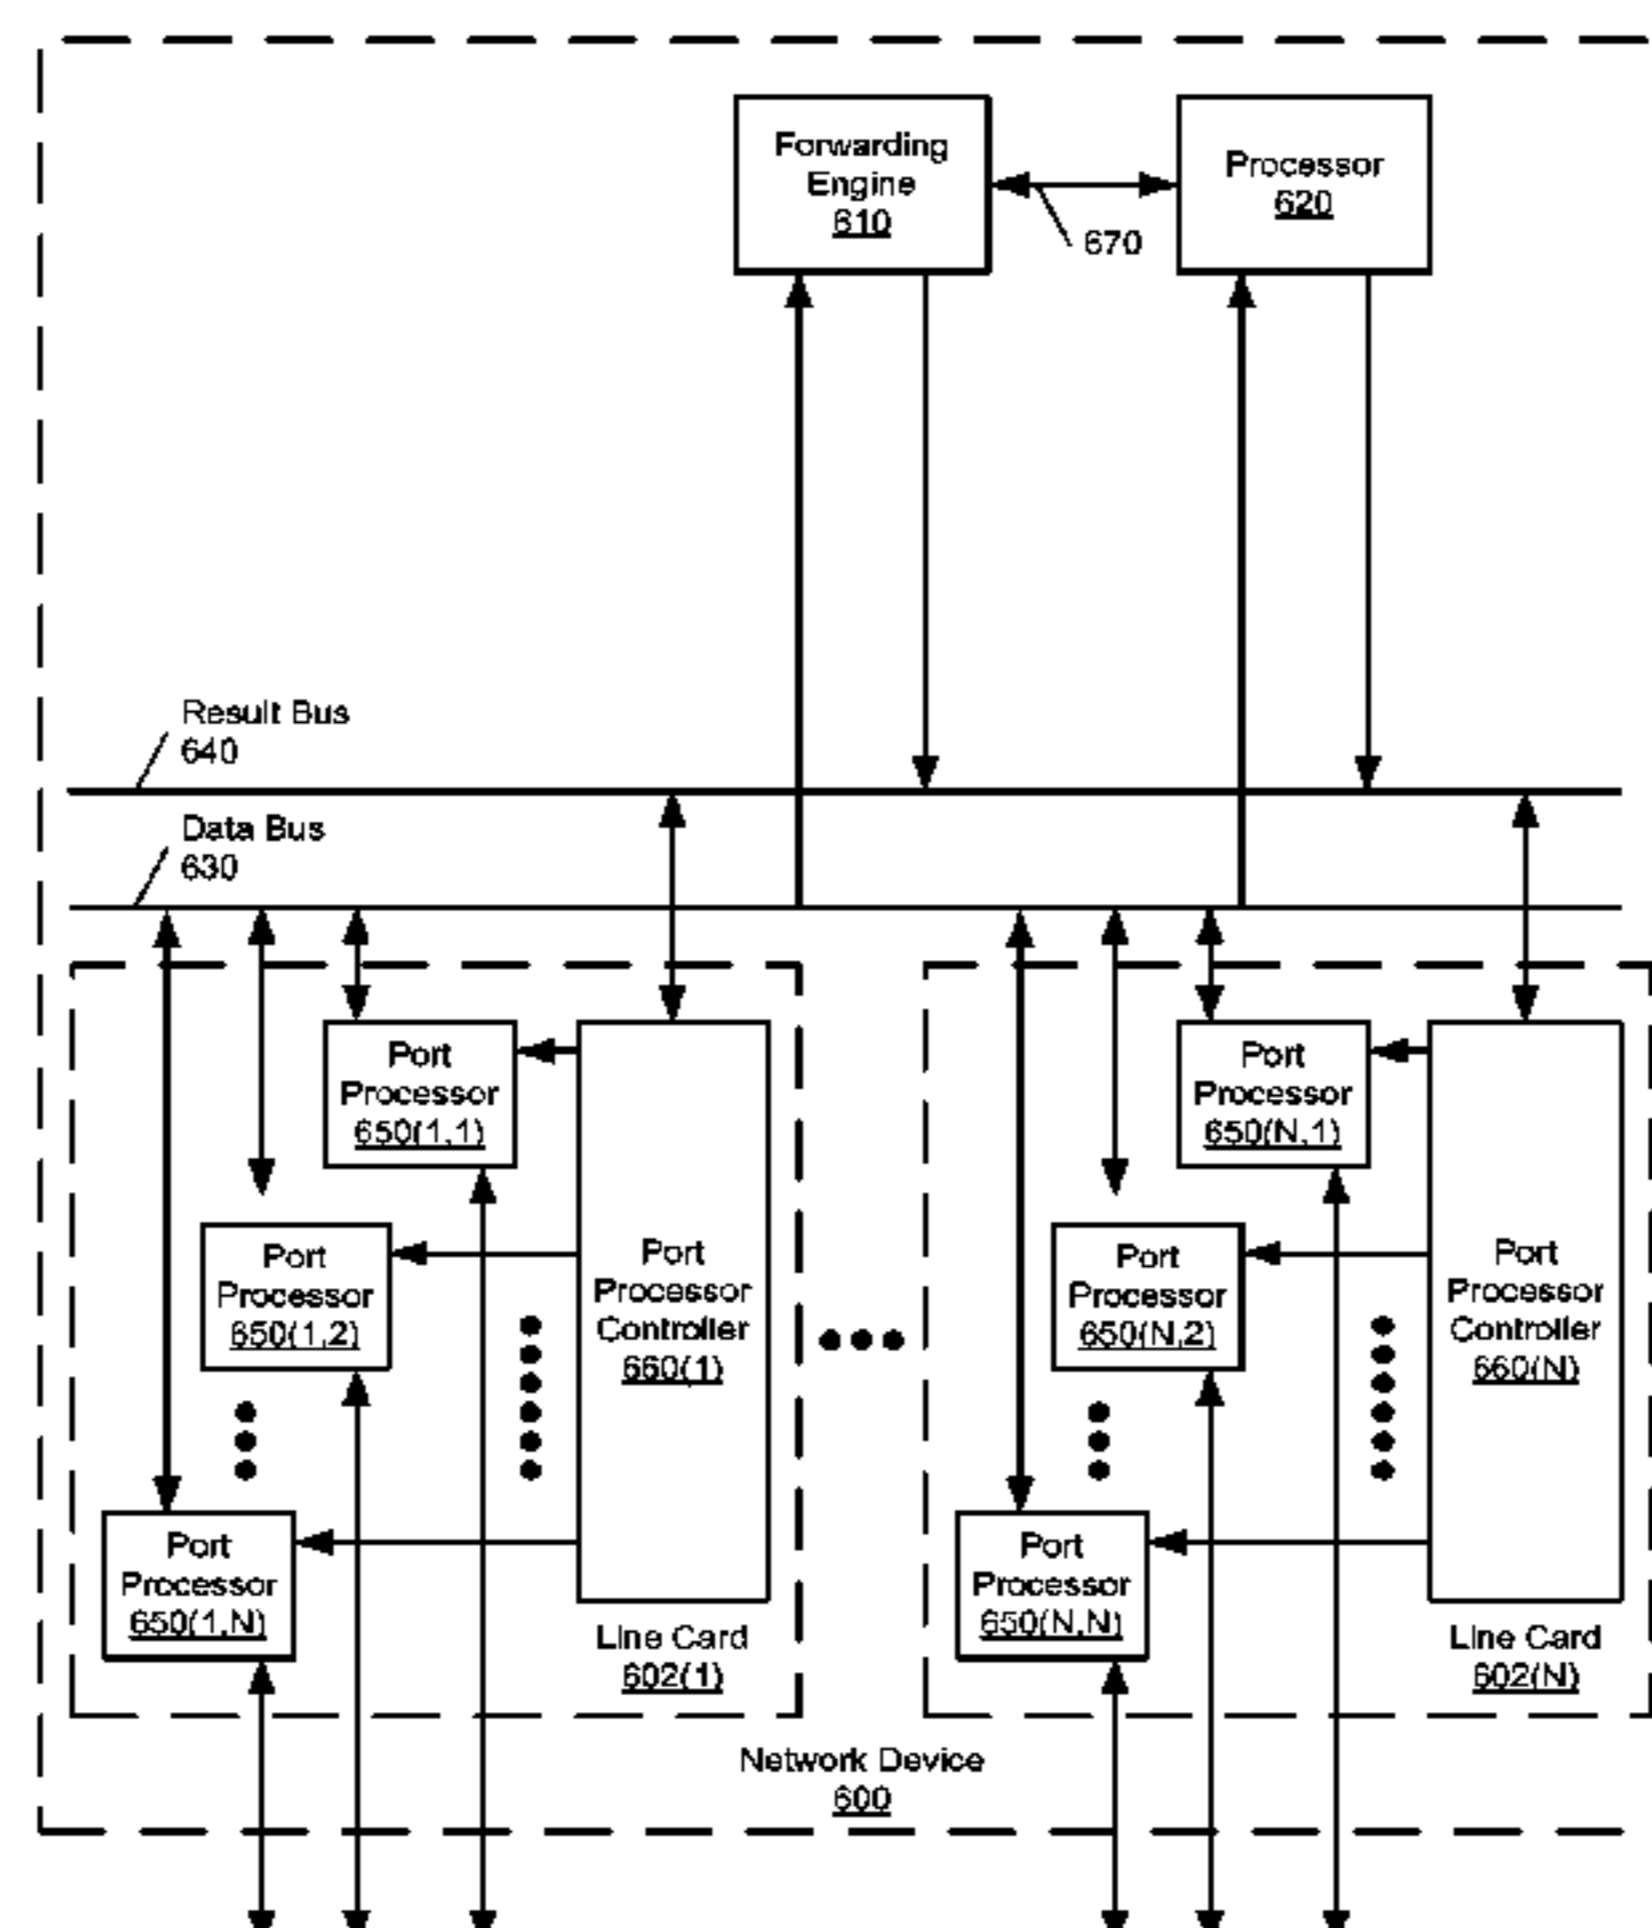 Forwarding
Engine
610
Processor
620
670
Result Bus
640
Data Bus
630
Port
Processor
650(1,1)
Port
Processor
650(N,1)
Port
Processor
650(1,2)
Port
Processor
Controller
660(1)
Port
Processor
650(N,2)
Port
Processor
Controller
660(N)
Port
Processor
650(1,N)
Line Card
602(1)
Port
Processor
650(N,N)
Line Card
602(N)
Network Device
600